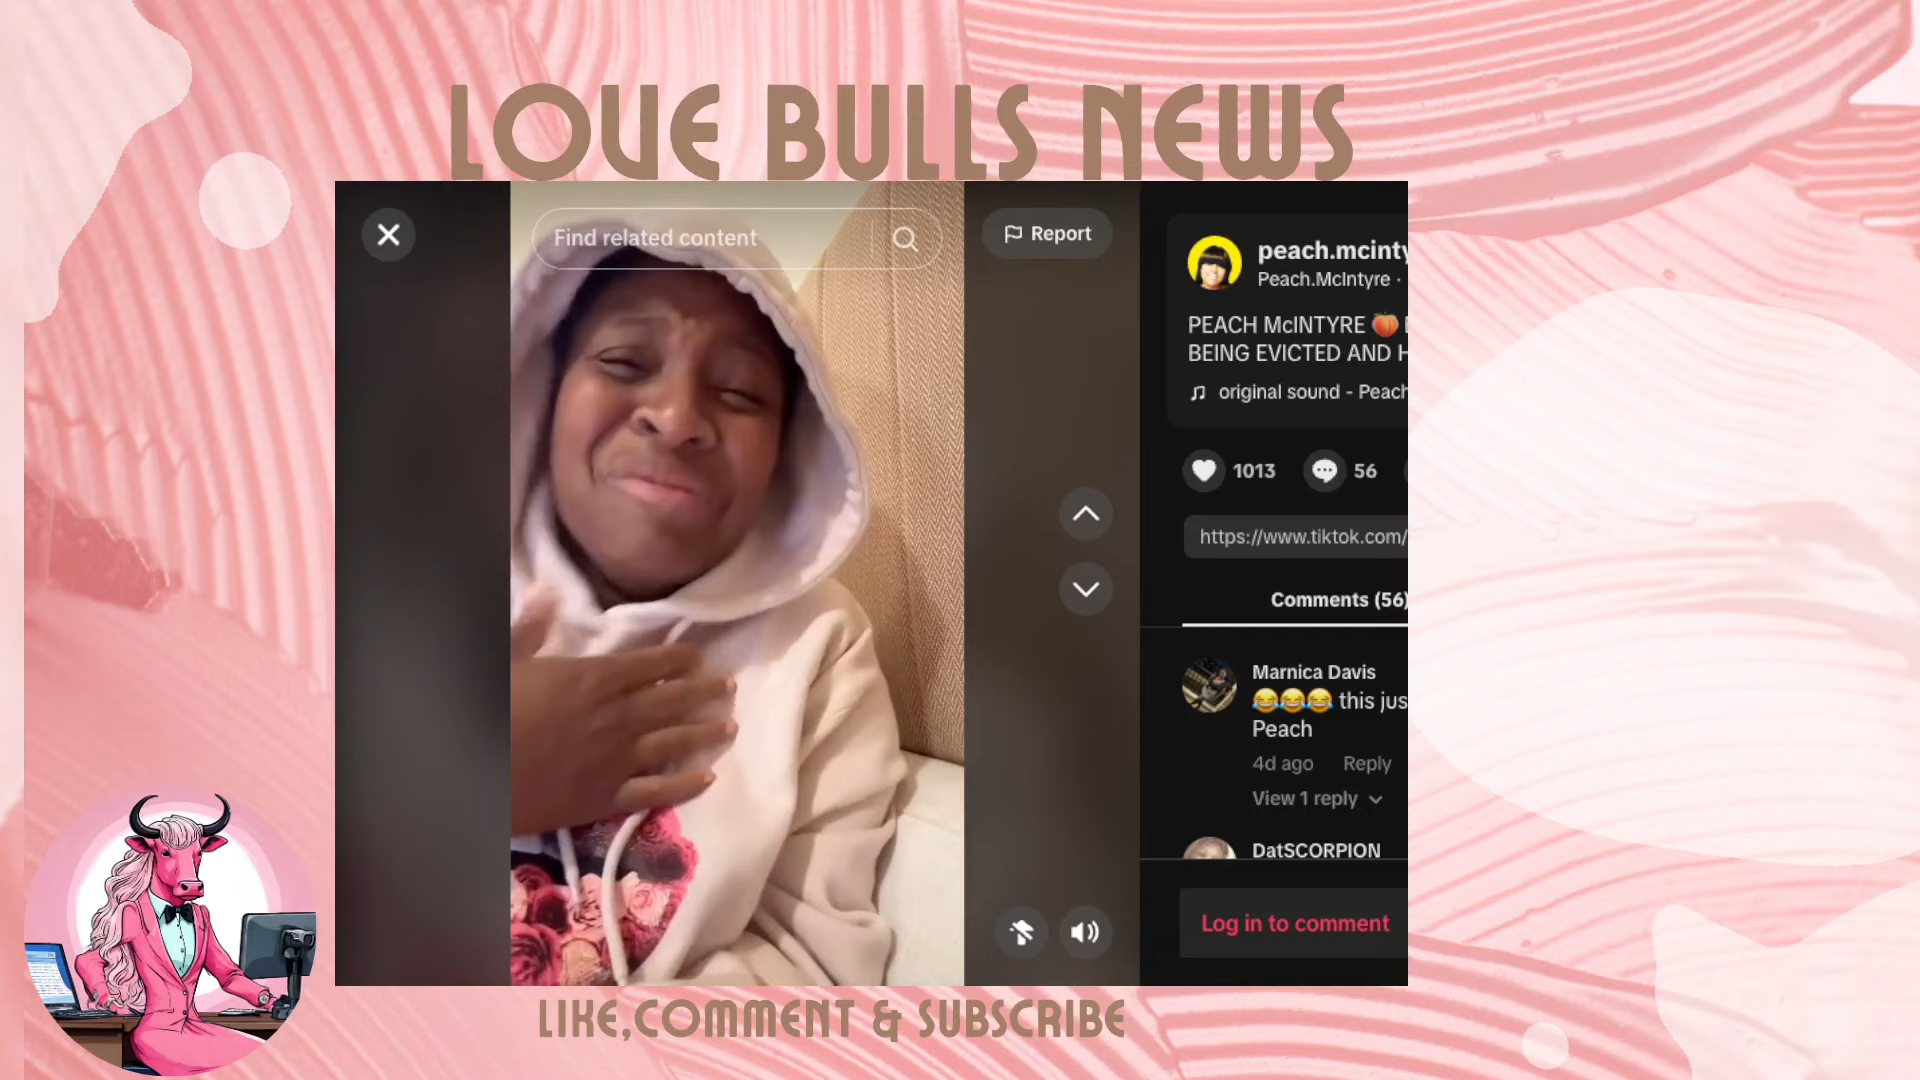 LOVE BULLS NEWS
Find related content
Report
peach.mcinty
Peach.McIntyre ·
PEACH McINTYRE 🍑
BEING EVICTED AND H
original sound - Peach
1013
56
https://www.tiktok.com/
Comments (56)
Marnica Davis
😂😂😂 this jus
Peach
4d ago Reply
View 1 reply
DatSCORPION
Log in to comment
LIKE,COMMENT & SUBSCRIBE